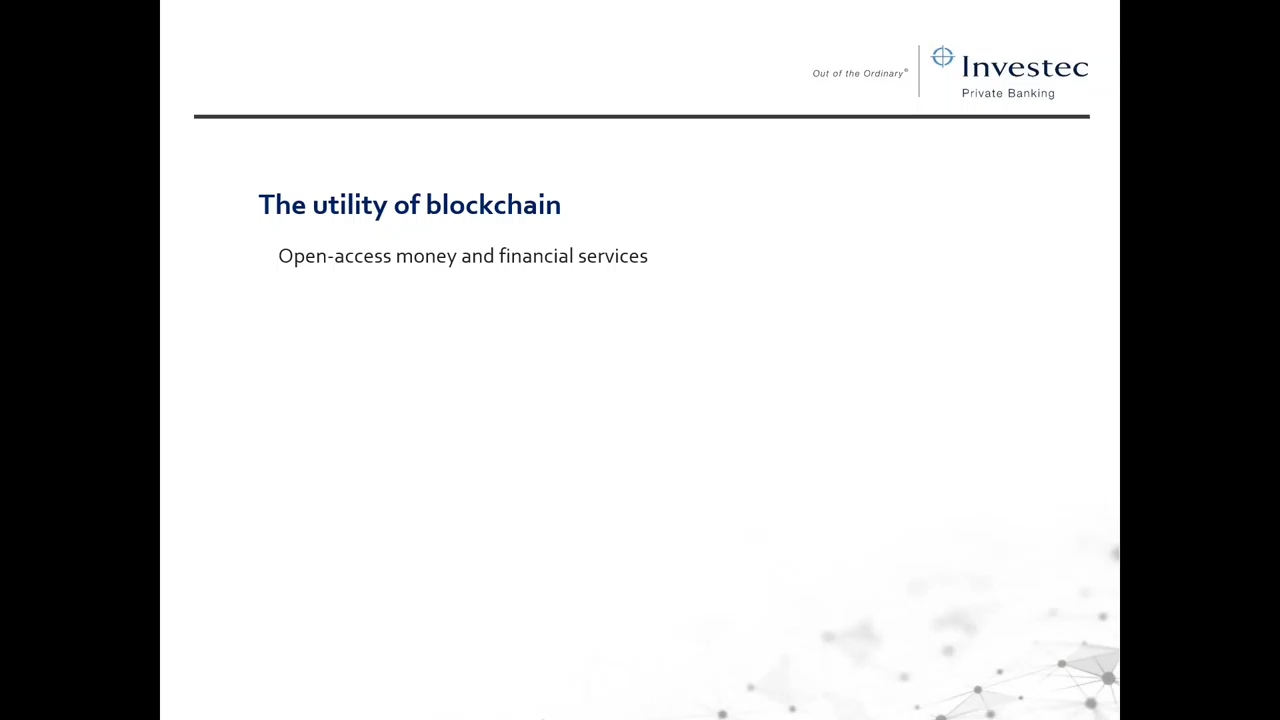 Out of the Ordinary®
Investec
Private Banking
The utility of blockchain
Open-access money and financial services